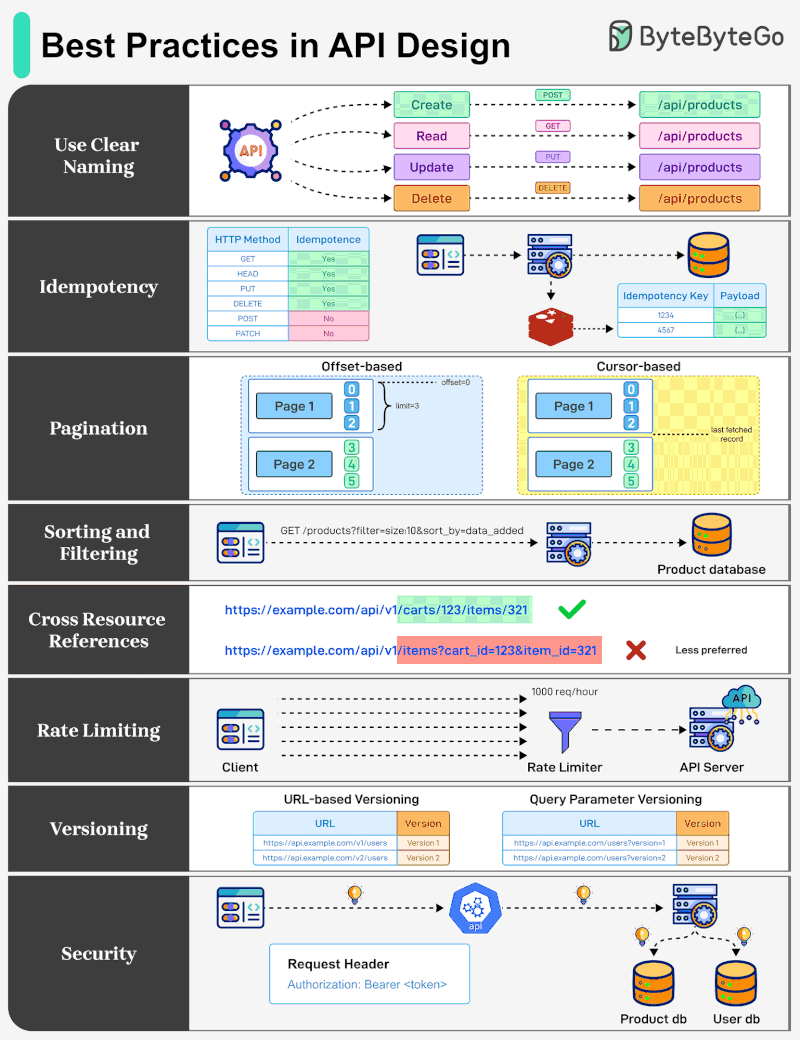 Best Practices in API Design
ByteByteGo
Use Clear
Naming
API
Create
POST
/api/products
Read
GET
/api/products
Update
PUT
/api/products
Delete
DELETE
/api/products
Idempotency
HTTP Method Idempotence
GET Yes
HEAD Yes
PUT Yes
DELETE Yes
POST No
PATCH No
Idempotency Key Payload
1234 {...}
4567 {...}
Pagination
Offset-based
Page 1
0
1
2
offset=0
limit=3
Page 2
3
4
5
Cursor-based
Page 1
0
1
2
last fetched
record
Page 2
3
4
5
Sorting and
Filtering
GET /products?filter=size:10&sort_by=data_added
Product database
Cross Resource
References
https://example.com/api/v1/carts/123/items/321
https://example.com/api/v1/items?cart_id=123&item_id=321
Less preferred
Rate Limiting
Client
1000 req/hour
Rate Limiter
API
API Server
Versioning
URL-based Versioning
URL Version
https://api.example.com/v1/users Version 1
https://api.example.com/v2/users Version 2
Query Parameter Versioning
URL Version
https://api.example.com/users?version=1 Version 1
https://api.example.com/users?version=2 Version 2
Security
api
Request Header
Authorization: Bearer <token>
Product db
User db